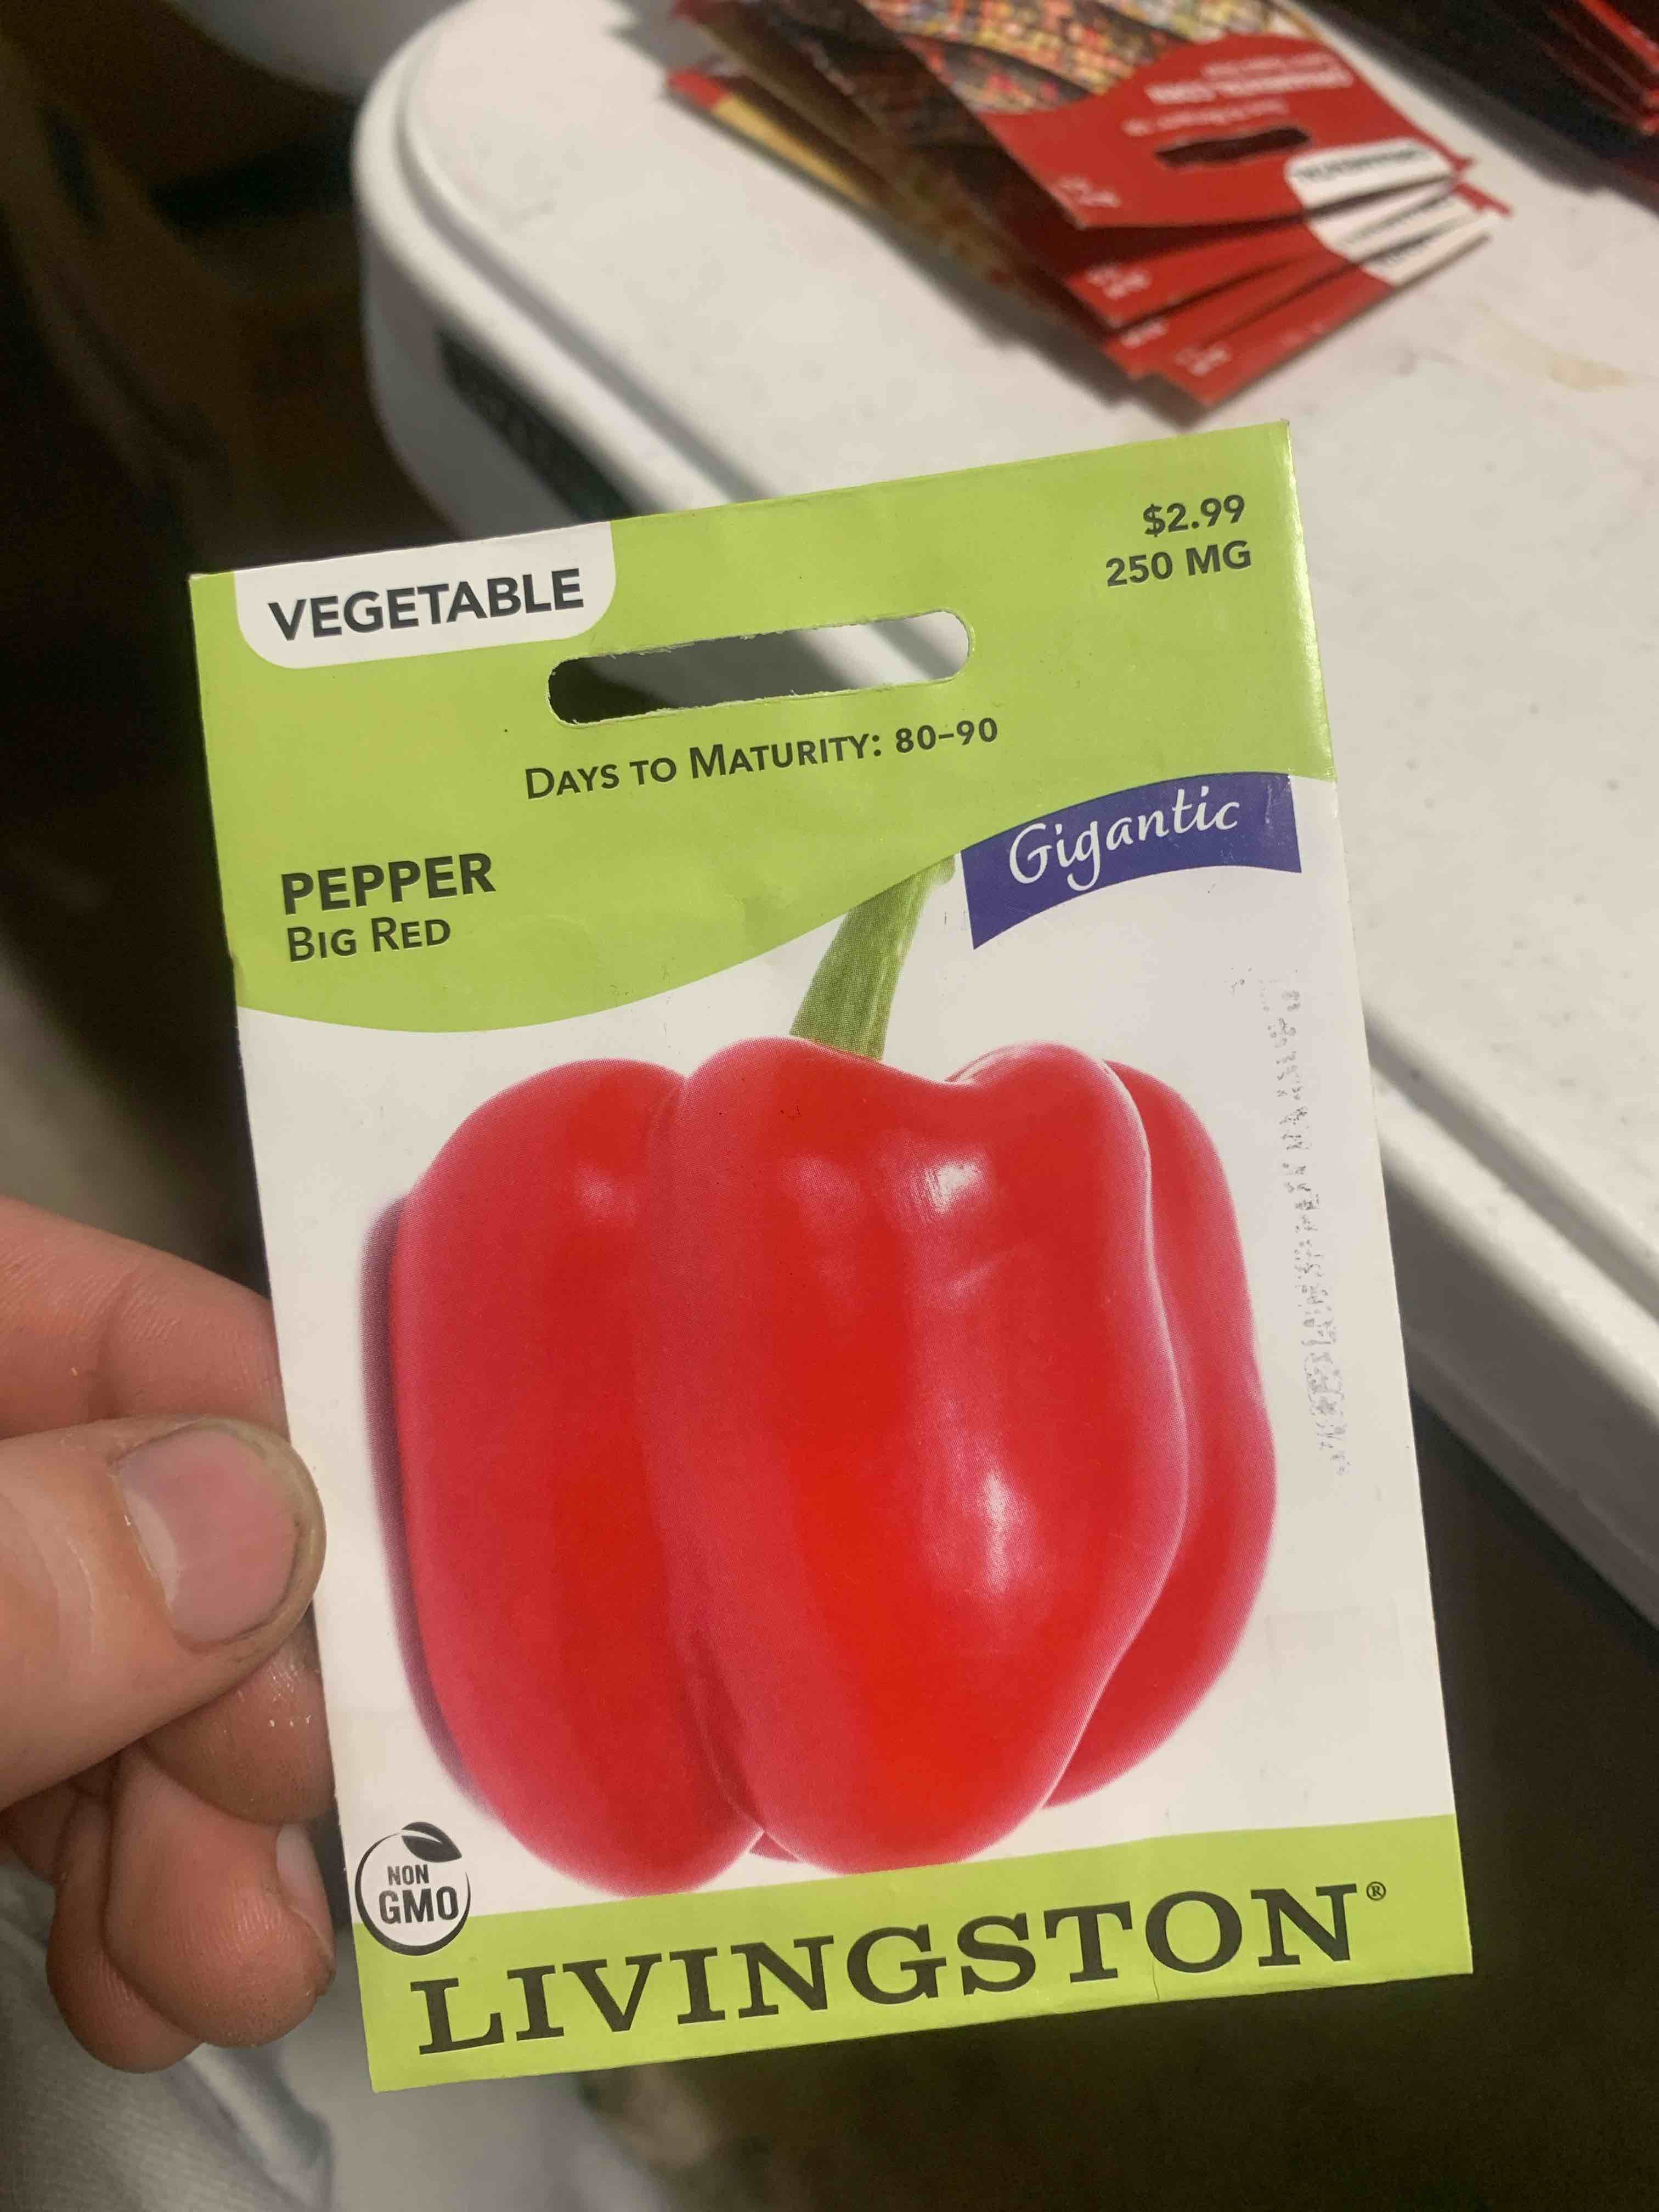 VEGETABLE
$2.99
250 MG
DAYS TO MATURITY: 80-90
Gigantic
PEPPER
BIG RED
NON
GMO
LIVINGSTON®